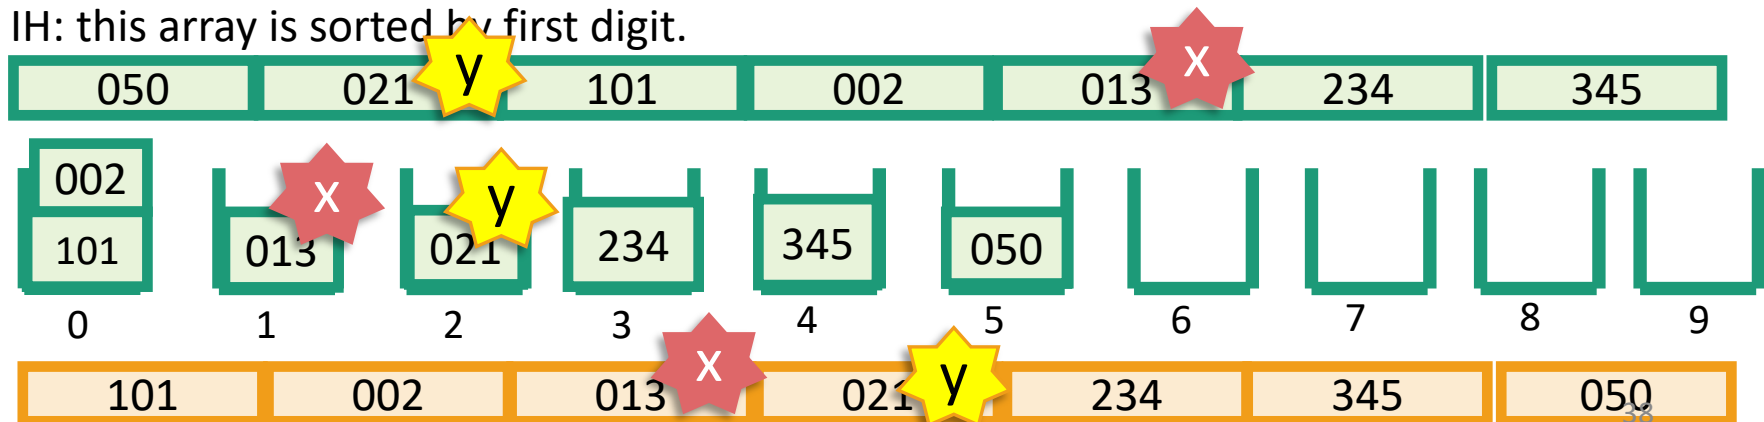 IH: this array is sorted by first digit.
050 021 y 101 002 013 x 234 345
002
101 013 x 021 y 234 345 050
0 1 2 3 4 5 6 7 8 9
101 002 013 x 021 y 234 345 050
38